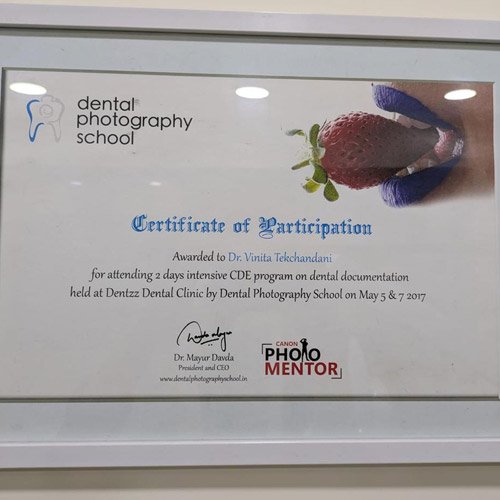 dental®
photography
school
Certificate of Participation
Awarded to Dr. Vinita Tekchandani
for attending 2 days intensive CDE program on dental documentation
held at Dentzz Dental Clinic by Dental Photography School on May 5 & 7 2017
Dr. Mayur Davda
President and CEO
www.dentalphotographyschool.in
CANON
PHOTO
MENTOR